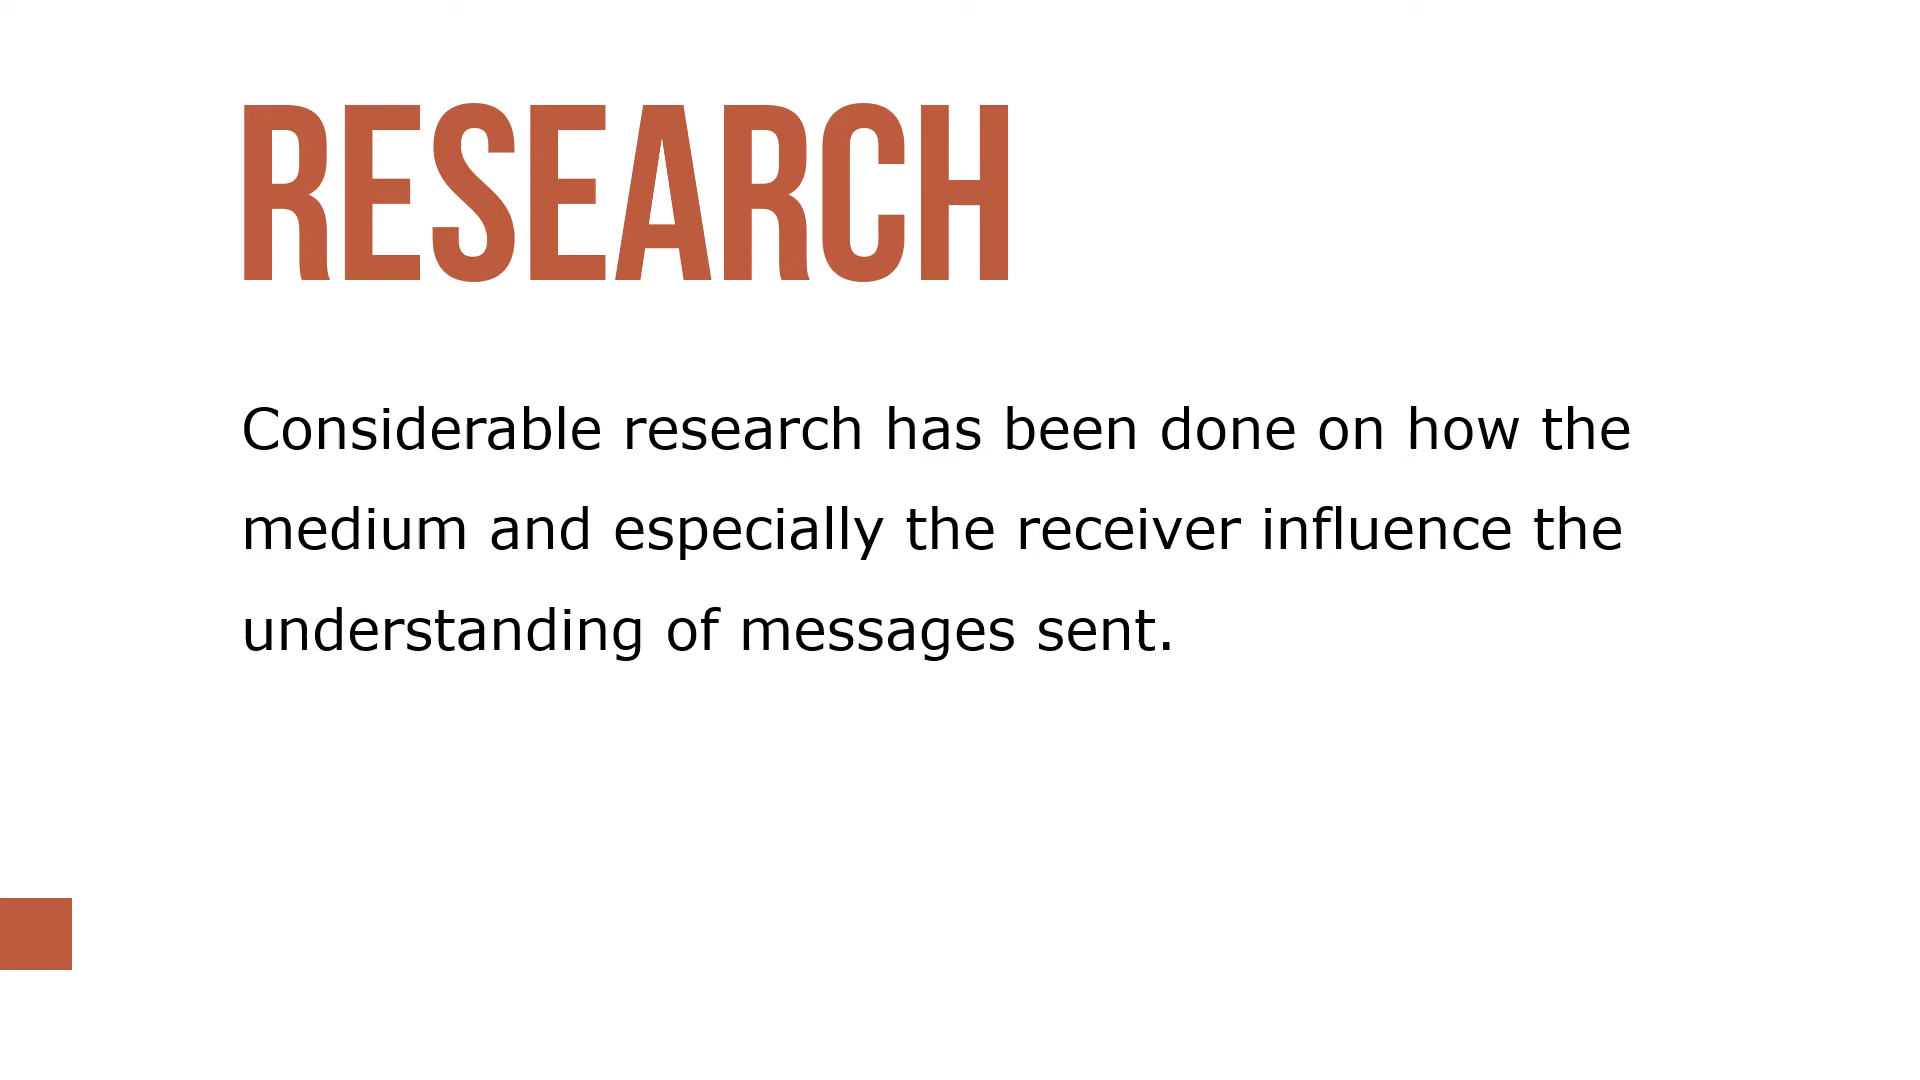 RESEARCH
Considerable research has been done on how the
medium and especially the receiver influence the
understanding of messages sent.